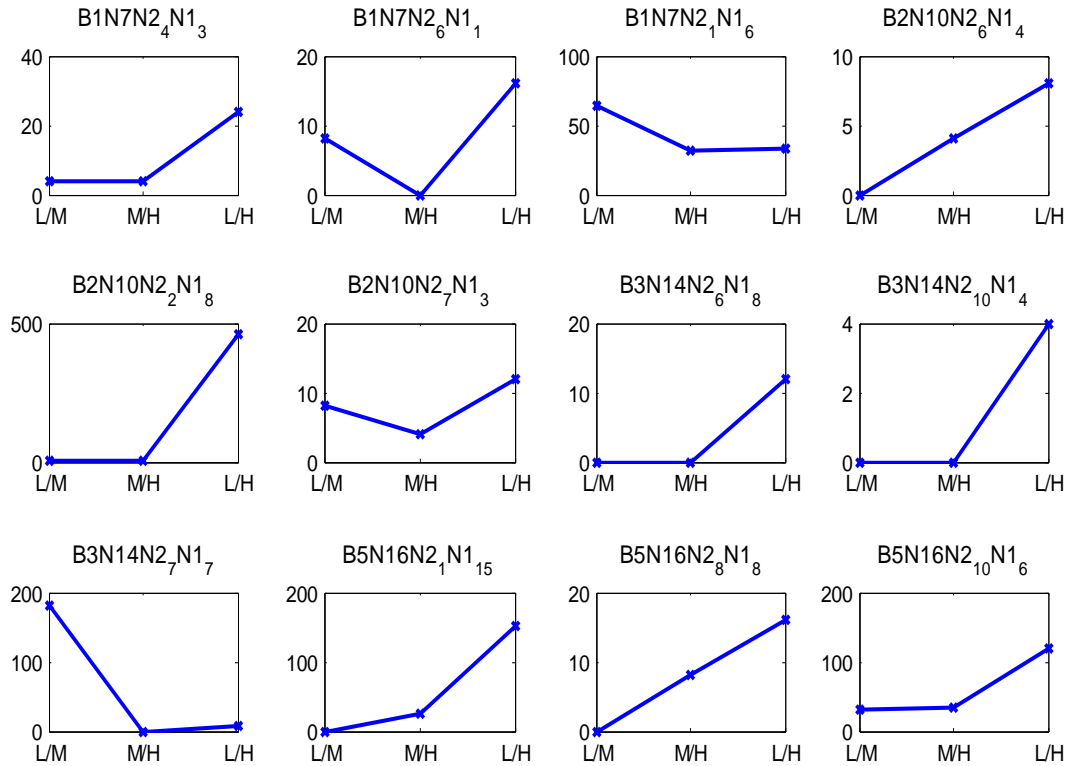 B1N7N2₄N1₃ B1N7N2₆N1₁ B1N7N2₁N1₆ B2N10N2₆N1₄
40 20 100 10
20 10 50 5
0 0 0 0
L/M M/H L/H L/M M/H L/H L/M M/H L/H L/M M/H L/H
B2N10N2₂N1₈ B2N10N2₇N1₃ B3N14N2₆N1₈ B3N14N2₁₀N1₄
500 20 20 4
10 10 2
0 0 0 0
L/M M/H L/H L/M M/H L/H L/M M/H L/H L/M M/H L/H
B3N14N2₇N1₇ B5N16N2₁N1₁₅ B5N16N2₈N1₈ B5N16N2₁₀N1₆
200 200 20 200
100 100 10 100
0 0 0 0
L/M M/H L/H L/M M/H L/H L/M M/H L/H L/M M/H L/H